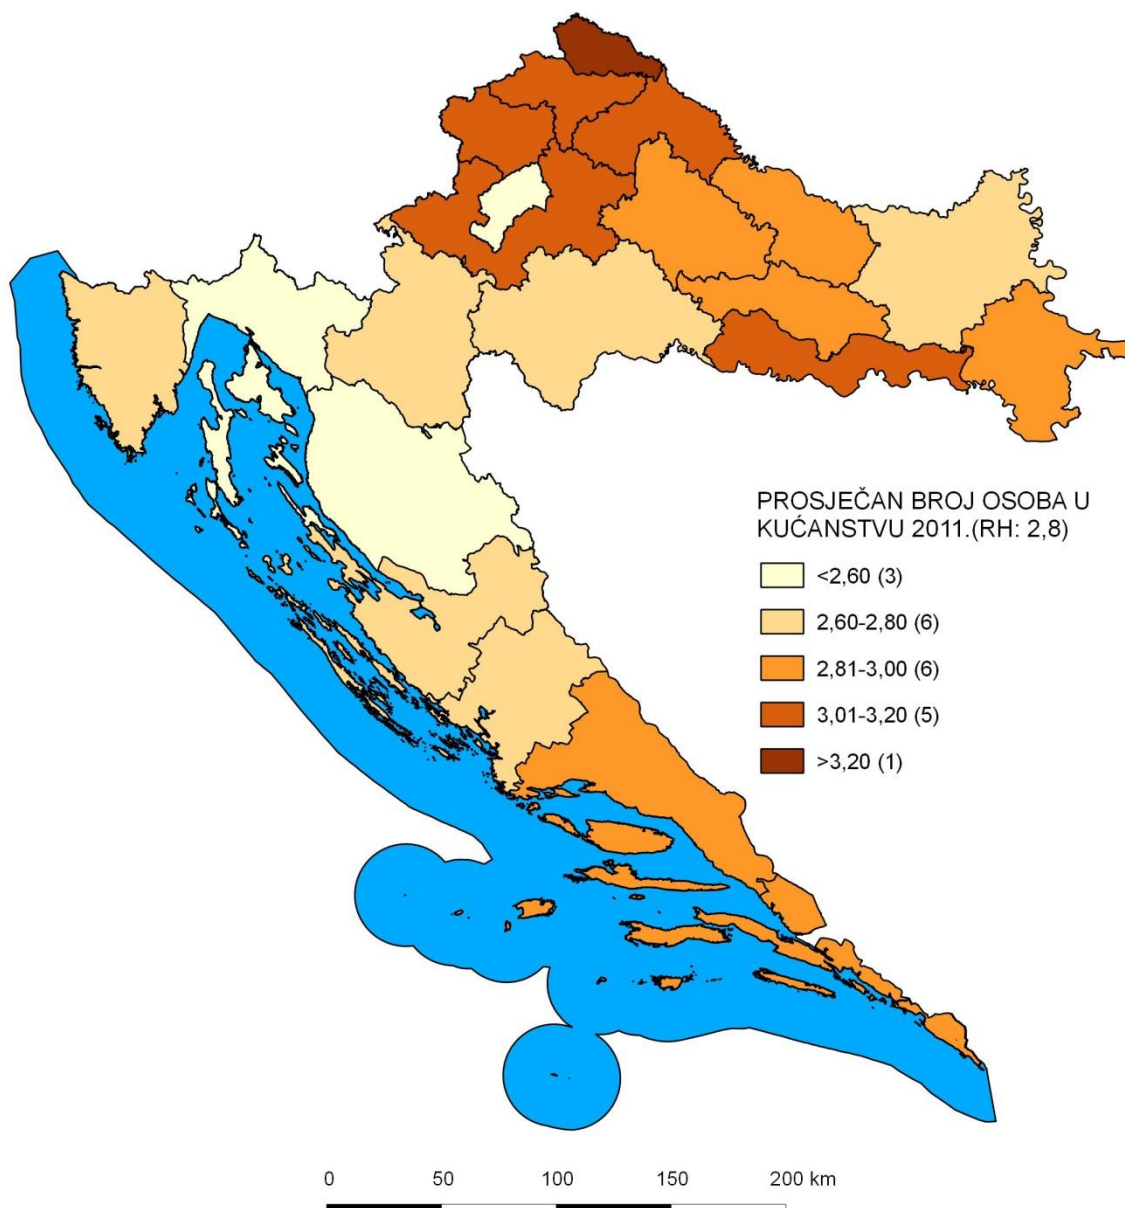 PROSJEČAN BROJ OSOBA U
KUĆANSTVU 2011.(RH: 2,8)
<2,60 (3)
2,60-2,80 (6)
2,81-3,00 (6)
3,01-3,20 (5)
>3,20 (1)
0 50 100 150 200 km